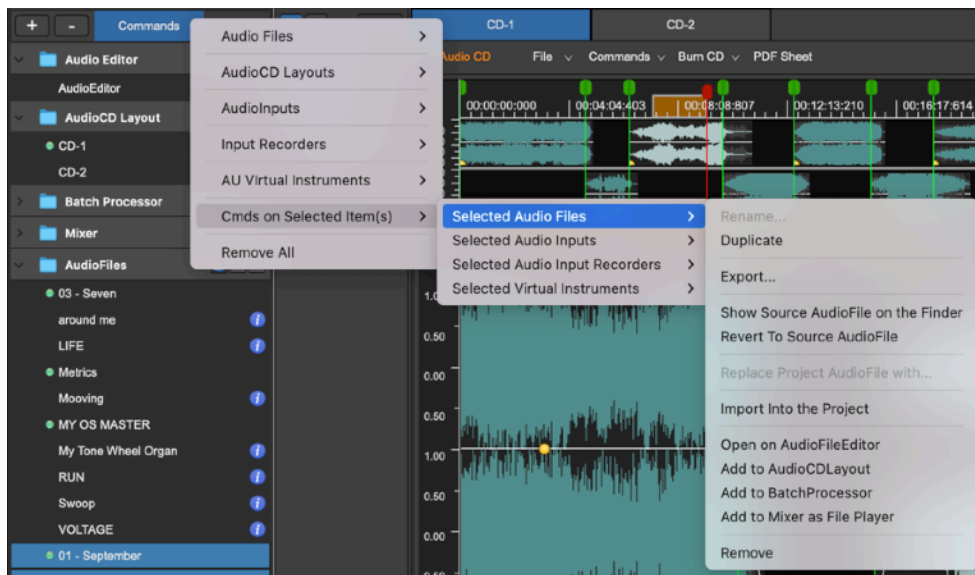 + - Commands
Audio Editor
AudioEditor
AudioCD Layout
CD-1
CD-2
Batch Processor
Mixer
AudioFiles
03 - Seven
around me
LIFE
Metrics
Mooving
MY OS MASTER
My Tone Wheel Organ
RUN
Swoop
VOLTAGE
01 - September
Audio Files
AudioCD Layouts
AudioInputs
Input Recorders
AU Virtual Instruments
Cmds on Selected Item(s)
Remove All
CD-1 CD-2
Audio CD File Commands Burn CD PDF Sheet
00:00:00:000 00:04:04:403 00:08:08:807 00:12:13:210 00:16:17:614
Selected Audio Files
Selected Audio Inputs
Selected Audio Input Recorders
Selected Virtual Instruments
Rename...
Duplicate
Export...
Show Source AudioFile on the Finder
Revert To Source AudioFile
Replace Project AudioFile with...
Import Into the Project
Open on AudioFileEditor
Add to AudioCDLayout
Add to BatchProcessor
Add to Mixer as File Player
Remove
0.50
0.00
0.50
1.00
0.50
0.00